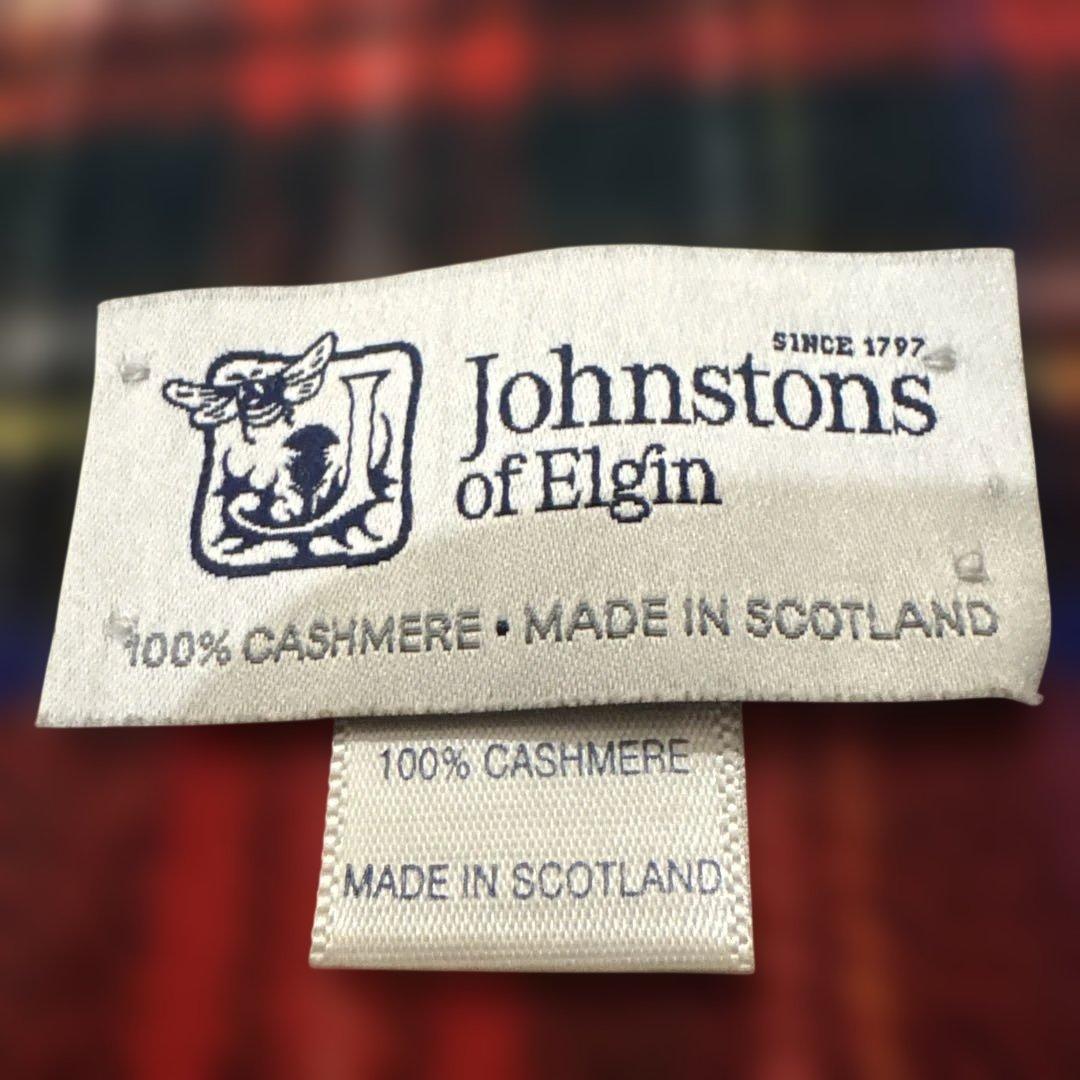 SINCE 1797
Johnstons
of Elgin
100% CASHMERE • MADE IN SCOTLAND
100% CASHMERE
MADE IN SCOTLAND